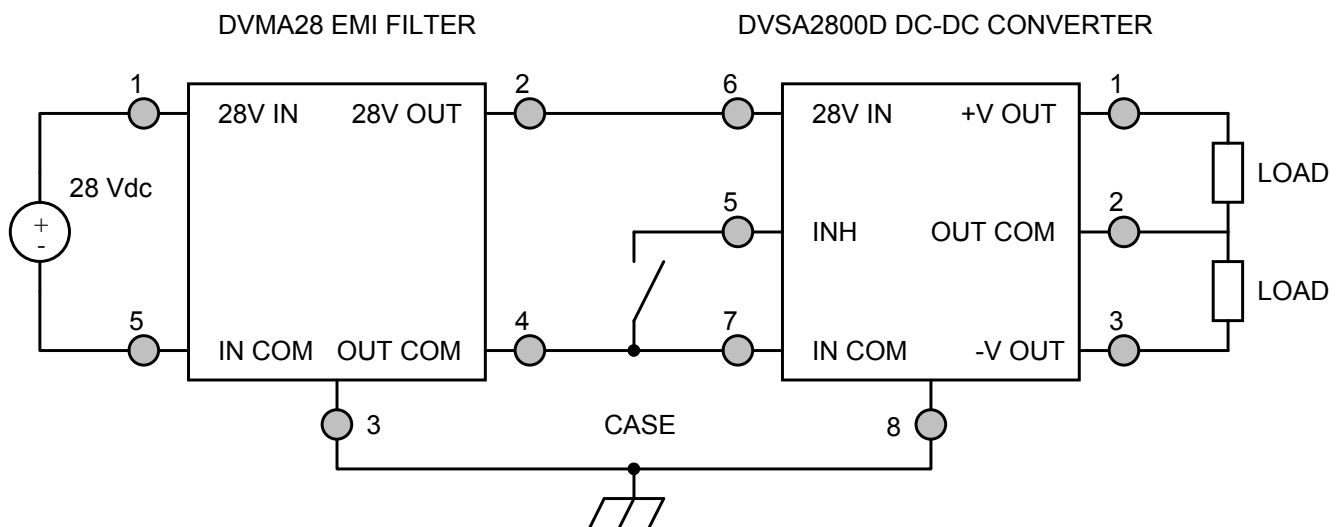 DVMA28 EMI FILTER
DVSA2800D DC-DC CONVERTER
1
2
6
1
28V IN
28V OUT
28V IN
+V OUT
LOAD
28 Vdc
+
-
5
2
INH
OUT COM
LOAD
5
4
7
3
IN COM
OUT COM
IN COM
-V OUT
3
CASE
8